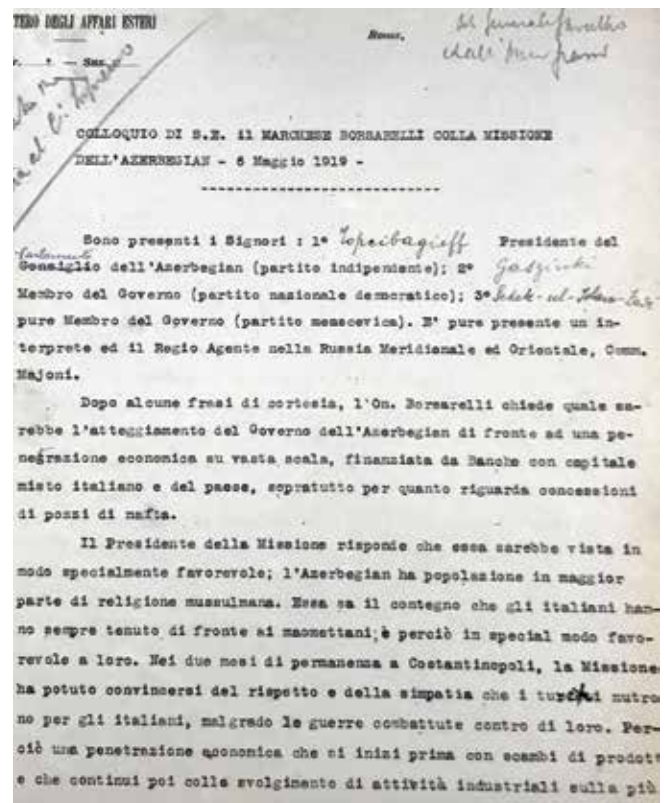 TERO DEGLI AFFARI ESTERI
Roma,
COLLOQUIO DI S.E. il MARCHESE BORSARELLI COLLA MISSIONE
DELL'AZERBEGIAN - 6 Maggio 1919 -
Sono presenti i Signori : 1° Topcibagieff Presidente del
Parlamento
Consiglio dell'Azerbegian (partito indipendente); 2°
Membro del Governo (partito nazionale democratico); 3°
pure Membro del Governo (partito menscevica). E' pure presente un in-
terprete ed il Regio Agente nella Russia Meridionale ed Orientale, Comm.
Majoni.
Dopo alcune frasi di cortesia, l'On. Borsarelli chiede quale sa-
rebbe l'atteggiamento del Governo dell'Azerbegian di fronte ad una pe-
netrazione economica su vasta scala, finanziata da Banche con capitale
misto italiano e del paese, sopratutto per quanto riguarda concessioni
di pozzi di nafta.
Il Presidente della Missione risponde che essa sarebbe vista in
modo specialmente favorevole; l'Azerbegian ha popolazione in maggior
parte di religione mussulmana. Essa sa il contegno che gli italiani han-
no sempre tenuto di fronte ai maomettani; è perciò in special modo favo-
revole a loro. Nei due mesi di permanenza a Costantinopoli, la Missione
ha potuto convincersi del rispetto e della simpatia che i turchi nutro
no per gli italiani, malgrado le guerre combattute contro di loro. Per-
ciò una penetrazione economica che si inizi prima con scambi di prodott
e che continui poi collo svolgimento di attività industriali sulla più